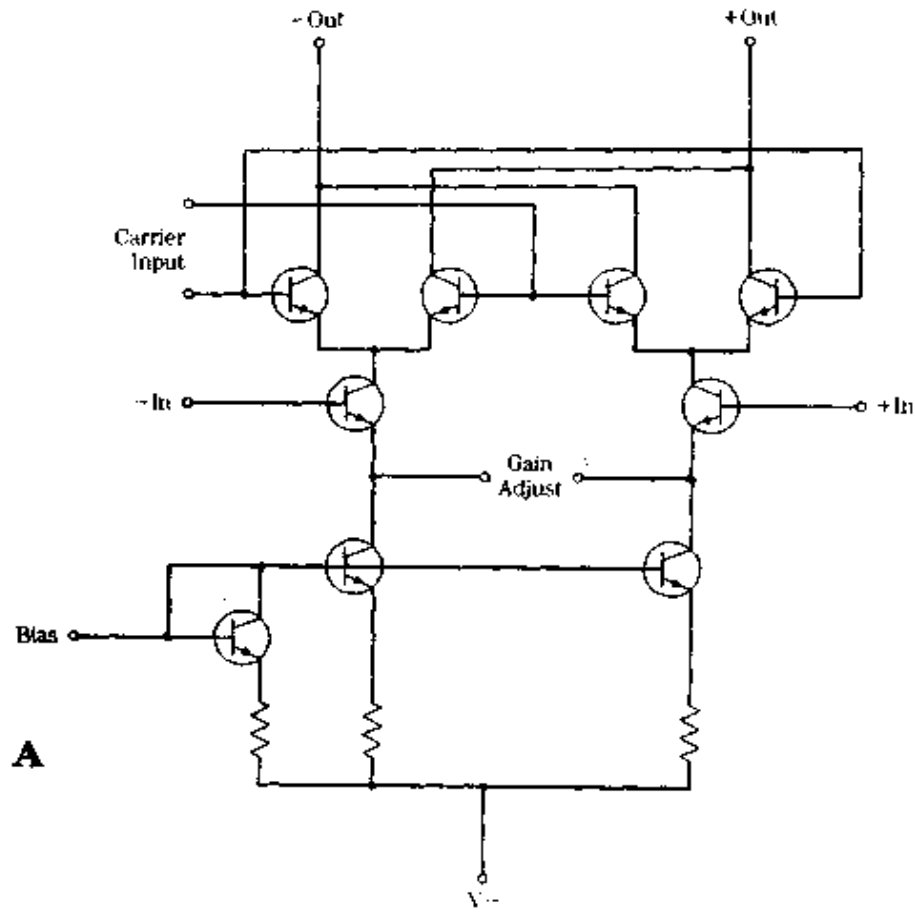 -Out
+Out
Carrier
Input
-In
+In
Gain
Adjust
Bias
A
V-